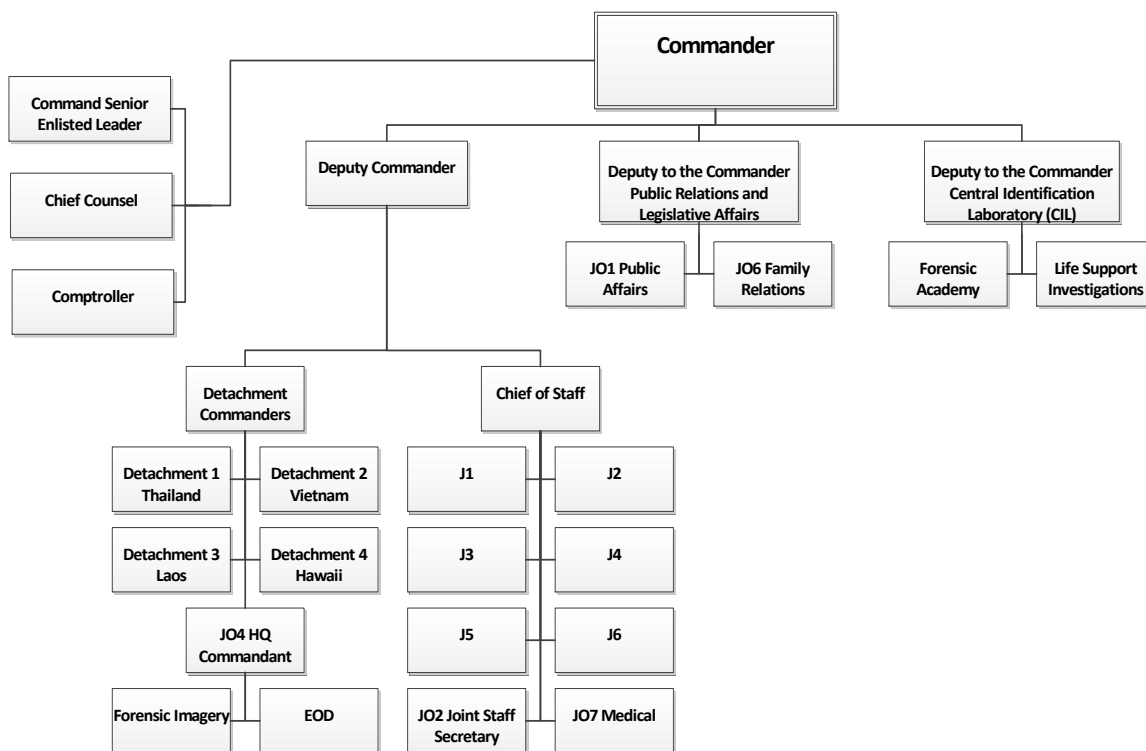 Commander
Command Senior
Enlisted Leader
Chief Counsel
Comptroller
Deputy Commander
Deputy to the Commander
Public Relations and
Legislative Affairs
Deputy to the Commander
Central Identification
Laboratory (CIL)
JO1 Public
Affairs
JO6 Family
Relations
Forensic
Academy
Life Support
Investigations
Detachment
Commanders
Chief of Staff
Detachment 1
Thailand
Detachment 2
Vietnam
J1
J2
Detachment 3
Laos
Detachment 4
Hawaii
J3
J4
JO4 HQ
Commandant
J5
J6
Forensic Imagery
EOD
JO2 Joint Staff
Secretary
JO7 Medical